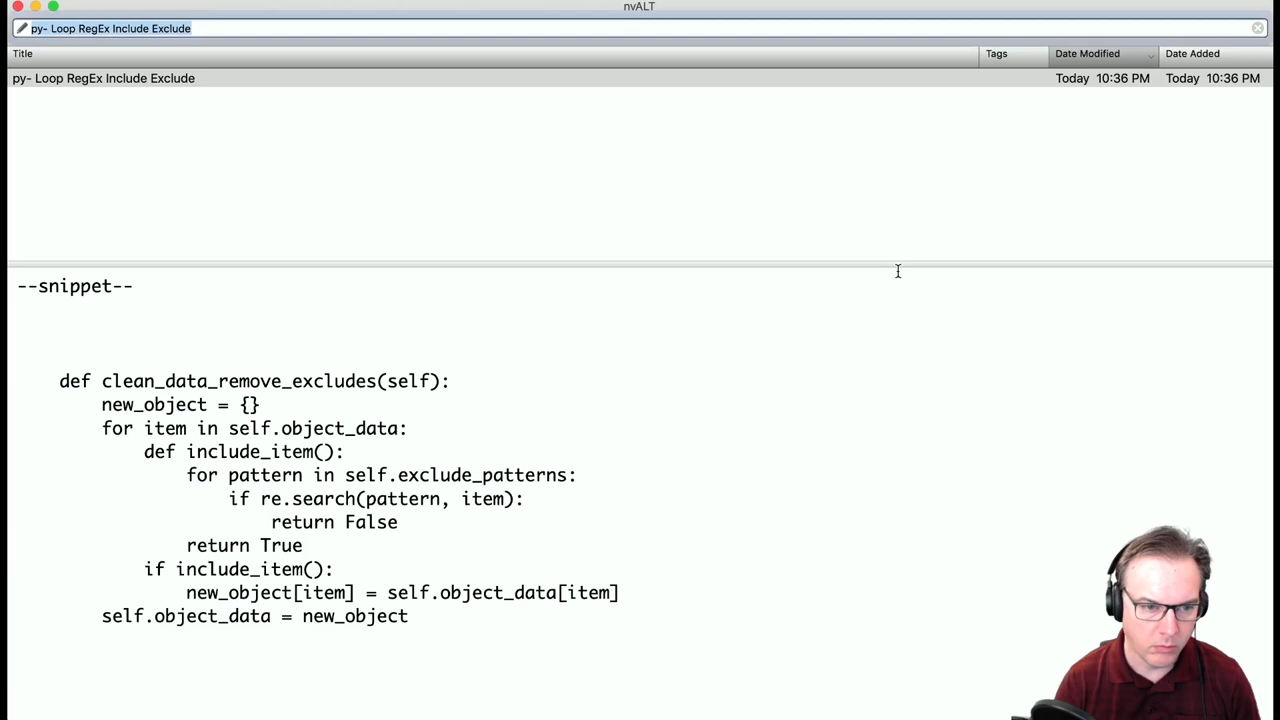 nvALT
py- Loop RegEx Include Exclude
Title Tags Date Modified Date Added
py- Loop RegEx Include Exclude Today 10:36 PM Today 10:36 PM
--snippet--
def clean_data_remove_excludes(self):
new_object = {}
for item in self.object_data:
def include_item():
for pattern in self.exclude_patterns:
if re.search(pattern, item):
return False
return True
if include_item():
new_object[item] = self.object_data[item]
self.object_data = new_object